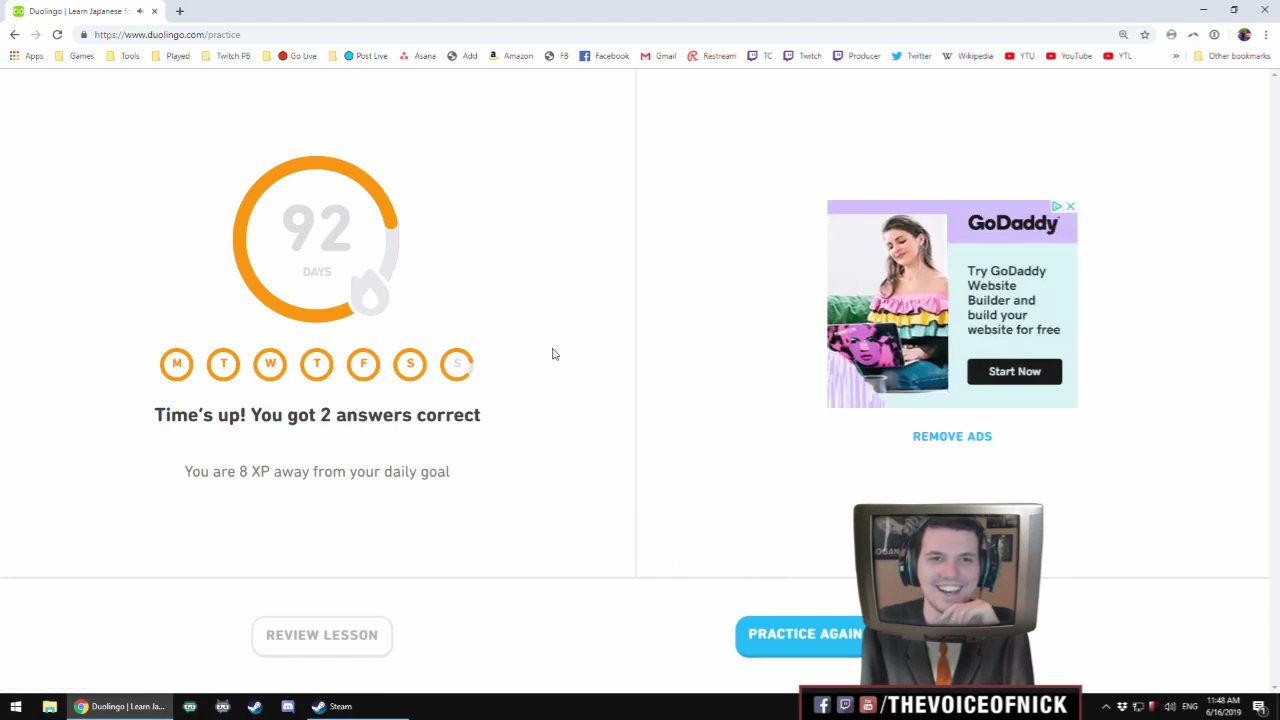 Duolingo | Learn Japanese fo
https://www.duolingo.com/practice
Apps Games Tools Played Twitch PB Go Live Post Live Asana Add Amazon FB Facebook Gmail Restream TC Twitch Producer Twitter Wikipedia YTU YouTube YTL » Other bookmarks
92
DAYS
M T W T F S S
Time's up! You got 2 answers correct
You are 8 XP away from your daily goal
REVIEW LESSON
GoDaddy
Try GoDaddy
Website
Builder and
build your
website for free
Start Now
REMOVE ADS
PRACTICE AGAIN
/THEVOICEOFNICK
Duolingo | Learn Ja...
Steam
ENG
11:48 AM
6/16/2019